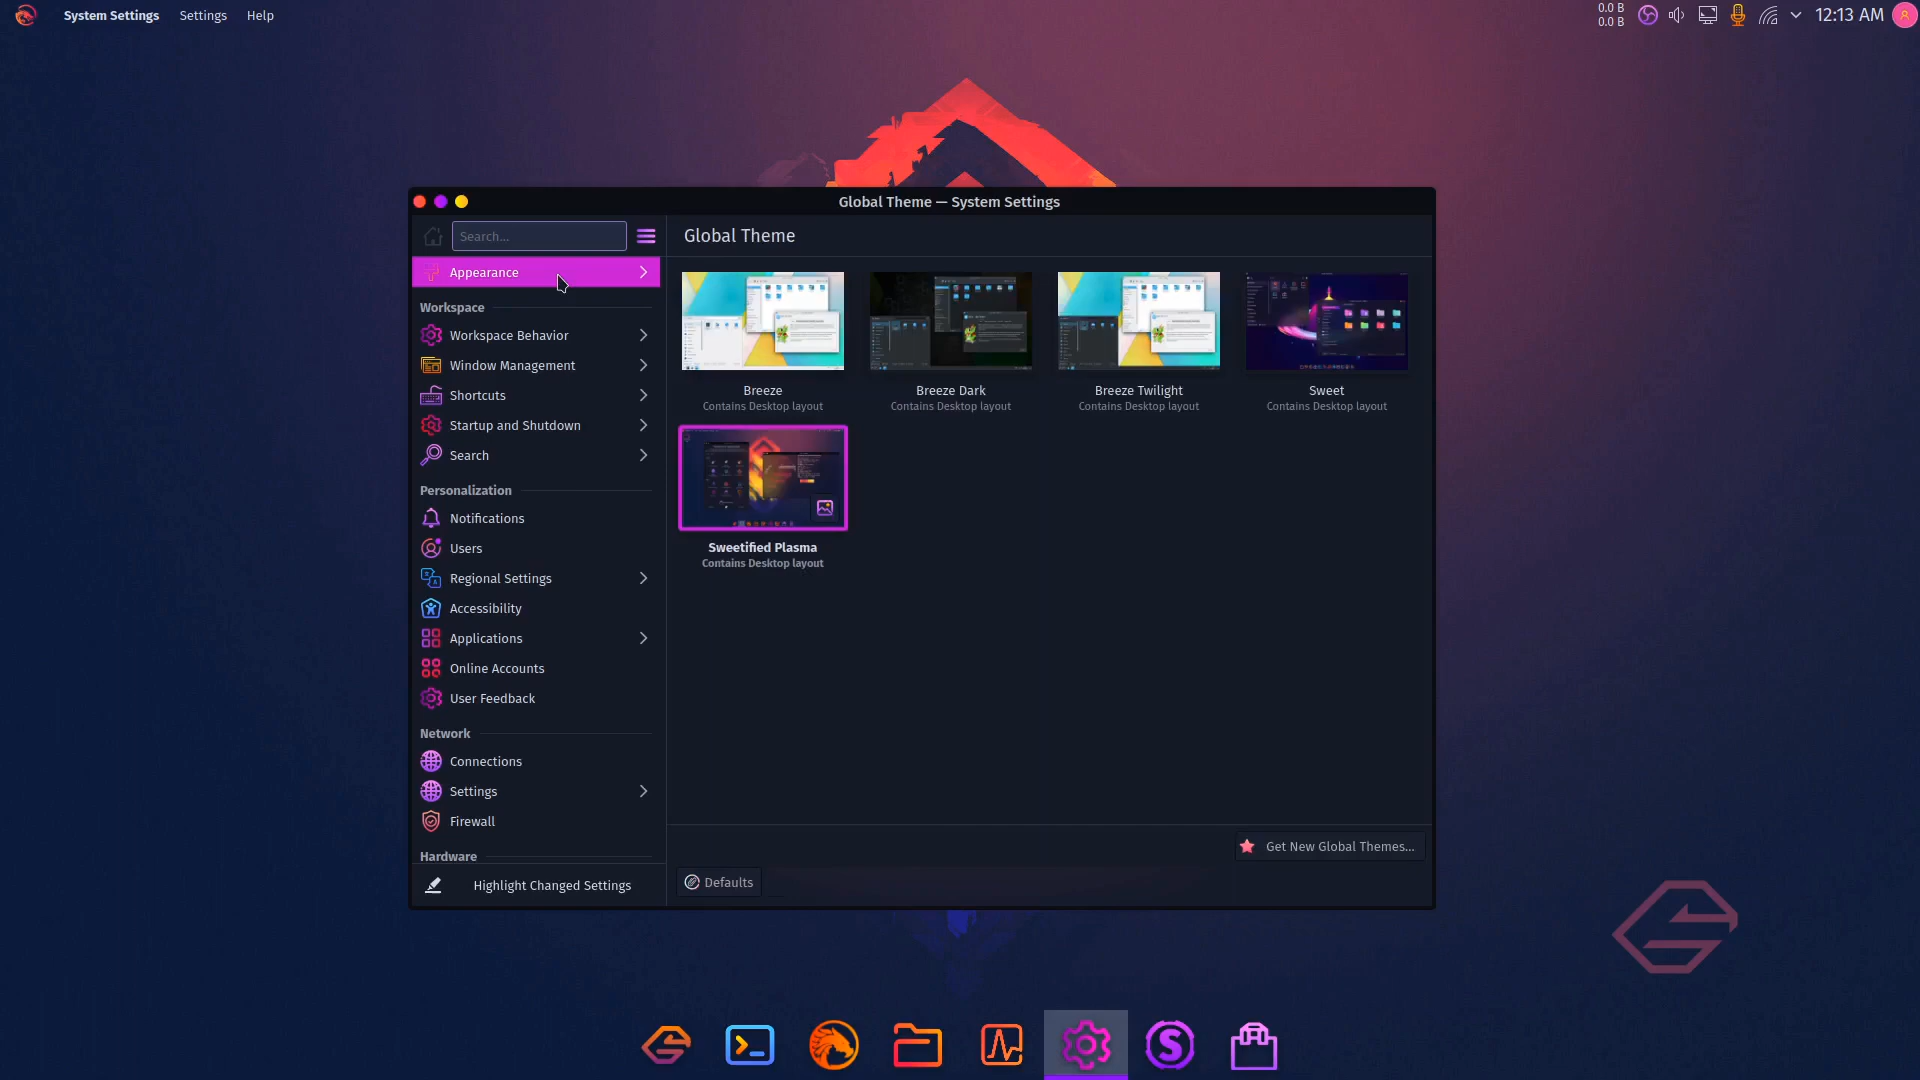 System Settings Settings Help
0.0 B
0.0 B
12:13 AM
Global Theme — System Settings
Search...
Global Theme
Appearance
Workspace
Workspace Behavior
Window Management
Shortcuts
Startup and Shutdown
Search
Personalization
Notifications
Users
Regional Settings
Accessibility
Applications
Online Accounts
User Feedback
Network
Connections
Settings
Firewall
Hardware
Highlight Changed Settings
Breeze
Contains Desktop layout
Breeze Dark
Contains Desktop layout
Breeze Twilight
Contains Desktop layout
Sweet
Contains Desktop layout
Sweetified Plasma
Contains Desktop layout
Get New Global Themes...
Defaults